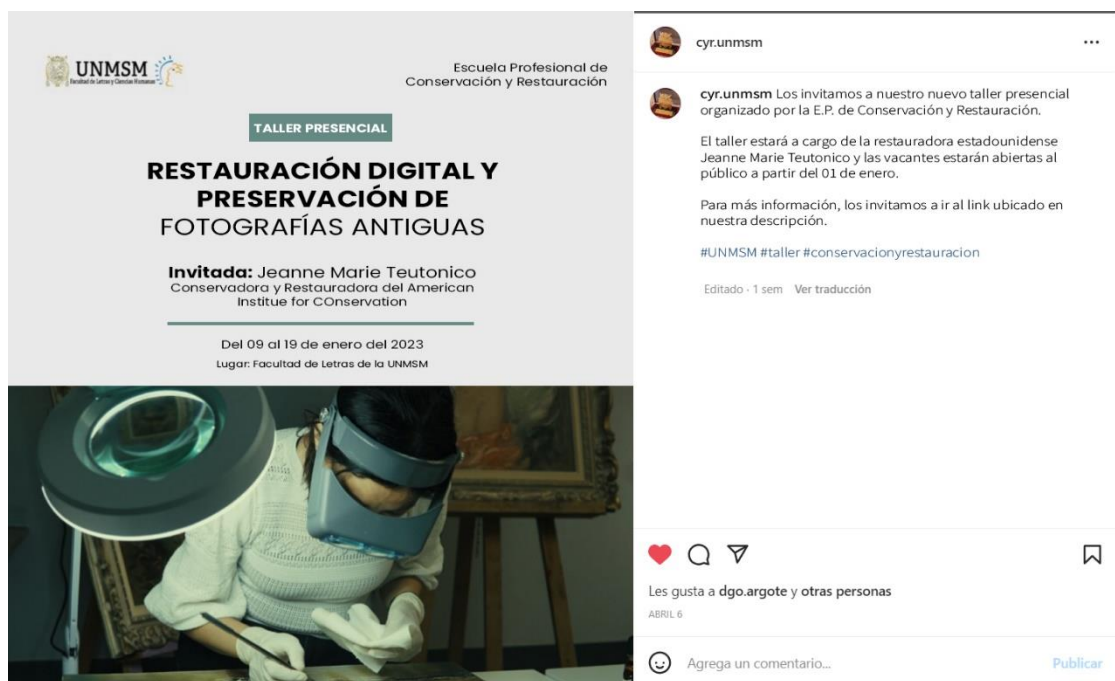 UNMSM
Facultad de Letras y Ciencias Humanas
Escuela Profesional de
Conservación y Restauración
TALLER PRESENCIAL
RESTAURACIÓN DIGITAL Y
PRESERVACIÓN DE
FOTOGRAFÍAS ANTIGUAS
Invitada: Jeanne Marie Teutonico
Conservadora y Restauradora del American
Institue for COnservation
Del 09 al 19 de enero del 2023
Lugar: Facultad de Letras de la UNMSM
cyr.unmsm
cyr.unmsm Los invitamos a nuestro nuevo taller presencial
organizado por la E.P. de Conservación y Restauración.
El taller estará a cargo de la restauradora estadounidense
Jeanne Marie Teutonico y las vacantes estarán abiertas al
público a partir del 01 de enero.
Para más información, los invitamos a ir al link ubicado en
nuestra descripción.
#UNMSM #taller #conservacionyrestauracion
Editado · 1 sem Ver traducción
Les gusta a dgo.argote y otras personas
ABRIL 6
Agrega un comentario...
Publicar